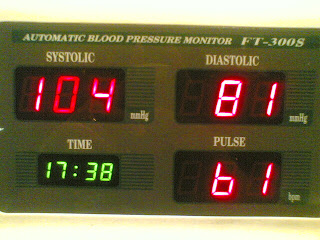 AUTOMATIC BLOOD PRESSURE MONITOR FT-300S
SYSTOLIC DIASTOLIC
104 mmHg 81 mmHg
TIME PULSE
17:38 61 bpm